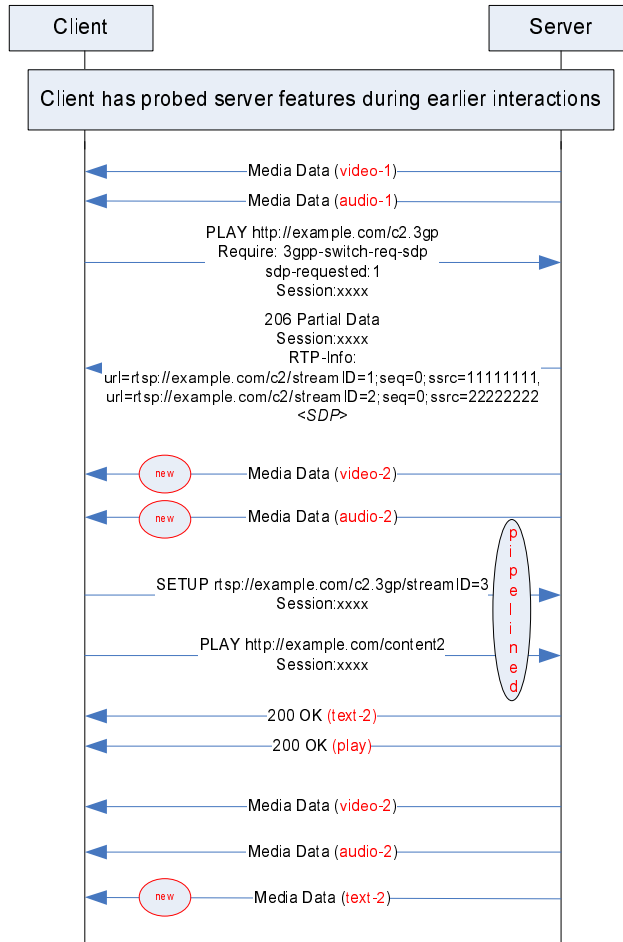 Client
Server
Client has probed server features during earlier interactions
Media Data (video-1)
Media Data (audio-1)
PLAY http://example.com/c2.3gp
Require: 3gpp-switch-req-sdp
sdp-requested:1
Session:xxxx
206 Partial Data
Session:xxxx
RTP-Info:
url=rtsp://example.com/c2/streamID=1;seq=0;ssrc=11111111,
url=rtsp://example.com/c2/streamID=2;seq=0;ssrc=22222222
<SDP>
new
Media Data (video-2)
new
Media Data (audio-2)
pipelined
SETUP rtsp://example.com/c2.3gp/streamID=3
Session:xxxx
PLAY http://example.com/content2
Session:xxxx
200 OK (text-2)
200 OK (play)
Media Data (video-2)
Media Data (audio-2)
new
Media Data (text-2)